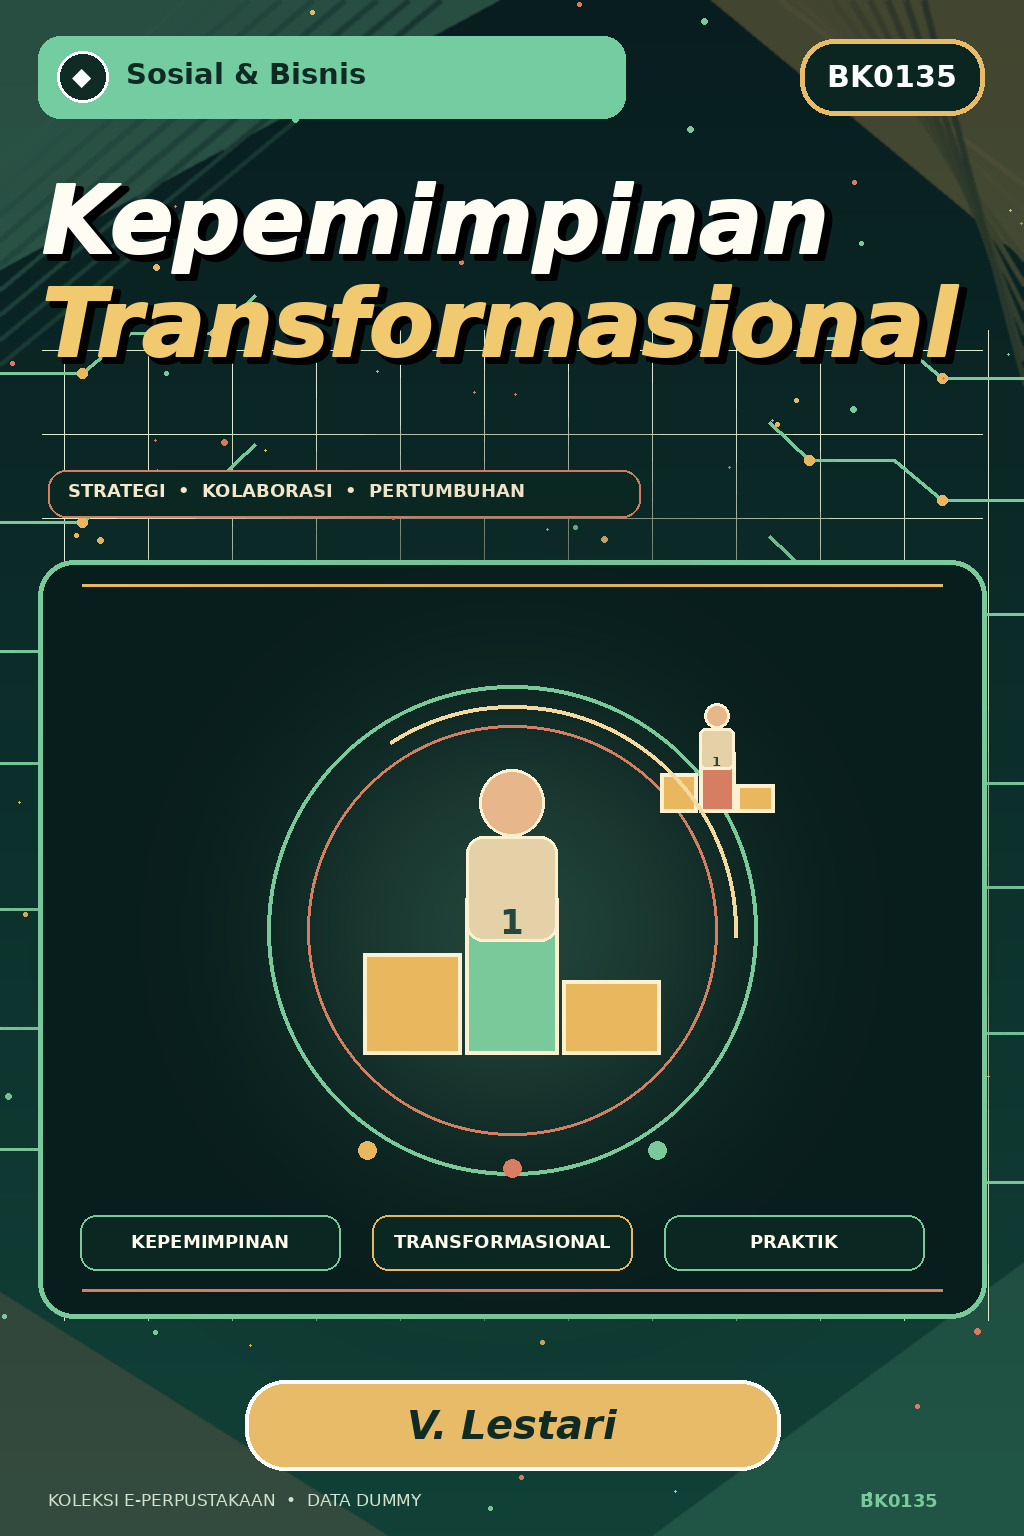 ◆ Sosial & Bisnis
BK0135
Kepemimpinan
Transformasional
STRATEGI • KOLABORASI • PERTUMBUHAN
1
1
KEPEMIMPINAN
TRANSFORMASIONAL
PRAKTIK
V. Lestari
KOLEKSI E-PERPUSTAKAAN • DATA DUMMY
BK0135